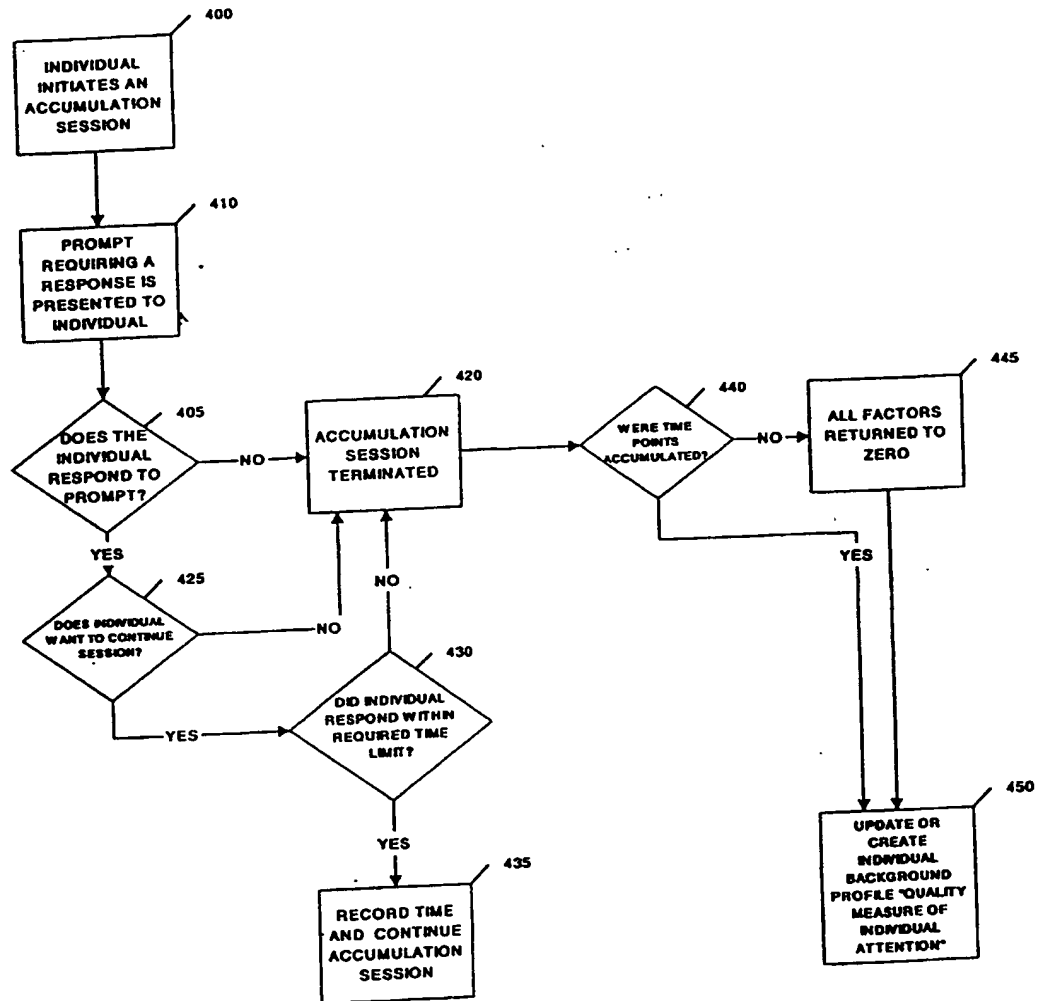 400
INDIVIDUAL
INITIATES AN
ACCUMULATION
SESSION
410
PROMPT
REQUIRING A
RESPONSE IS
PRESENTED TO
INDIVIDUAL
405
DOES THE
INDIVIDUAL
RESPOND TO
PROMPT?
NO
420
ACCUMULATION
SESSION
TERMINATED
440
WERE TIME
POINTS
ACCUMULATED?
NO
445
ALL FACTORS
RETURNED TO
ZERO
YES
YES
425
DOES INDIVIDUAL
WANT TO CONTINUE
SESSION?
NO
NO
YES
430
DID INDIVIDUAL
RESPOND WITHIN
REQUIRED TIME
LIMIT?
YES
435
RECORD TIME
AND CONTINUE
ACCUMULATION
SESSION
450
UPDATE OR
CREATE
INDIVIDUAL
BACKGROUND
PROFILE "QUALITY
MEASURE OF
INDIVIDUAL
ATTENTION"